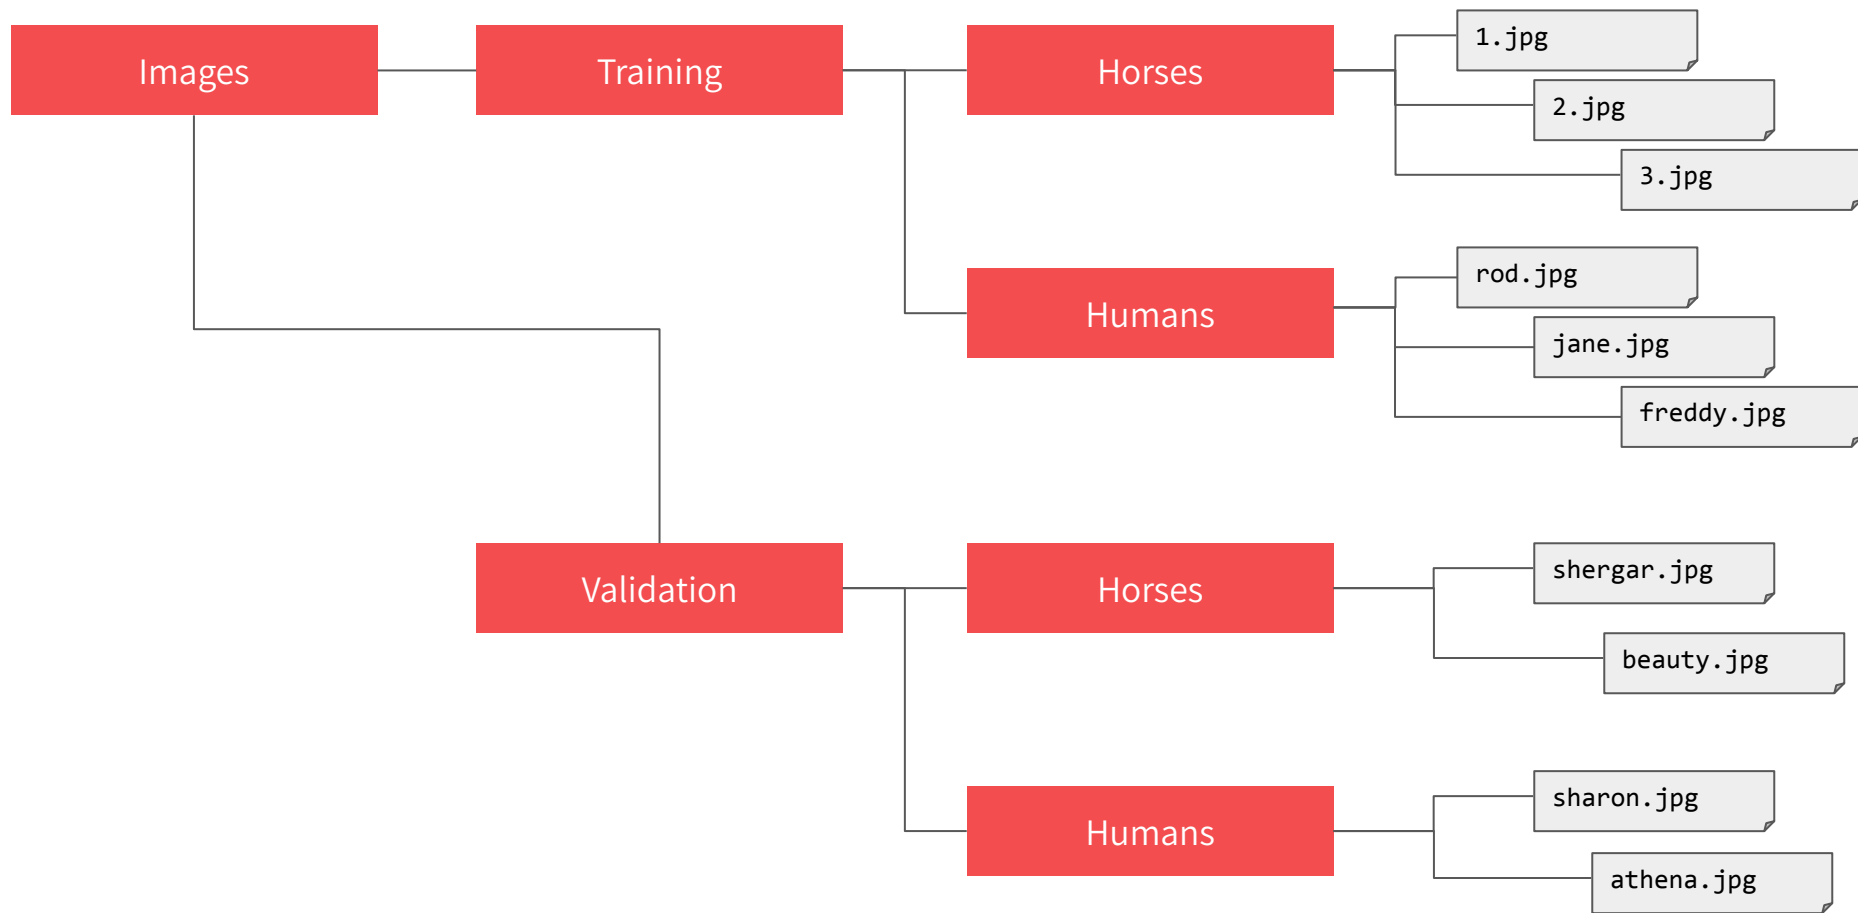 Images
Training
Horses
1.jpg
2.jpg
3.jpg
Humans
rod.jpg
jane.jpg
freddy.jpg
Validation
Horses
shergar.jpg
beauty.jpg
Humans
sharon.jpg
athena.jpg